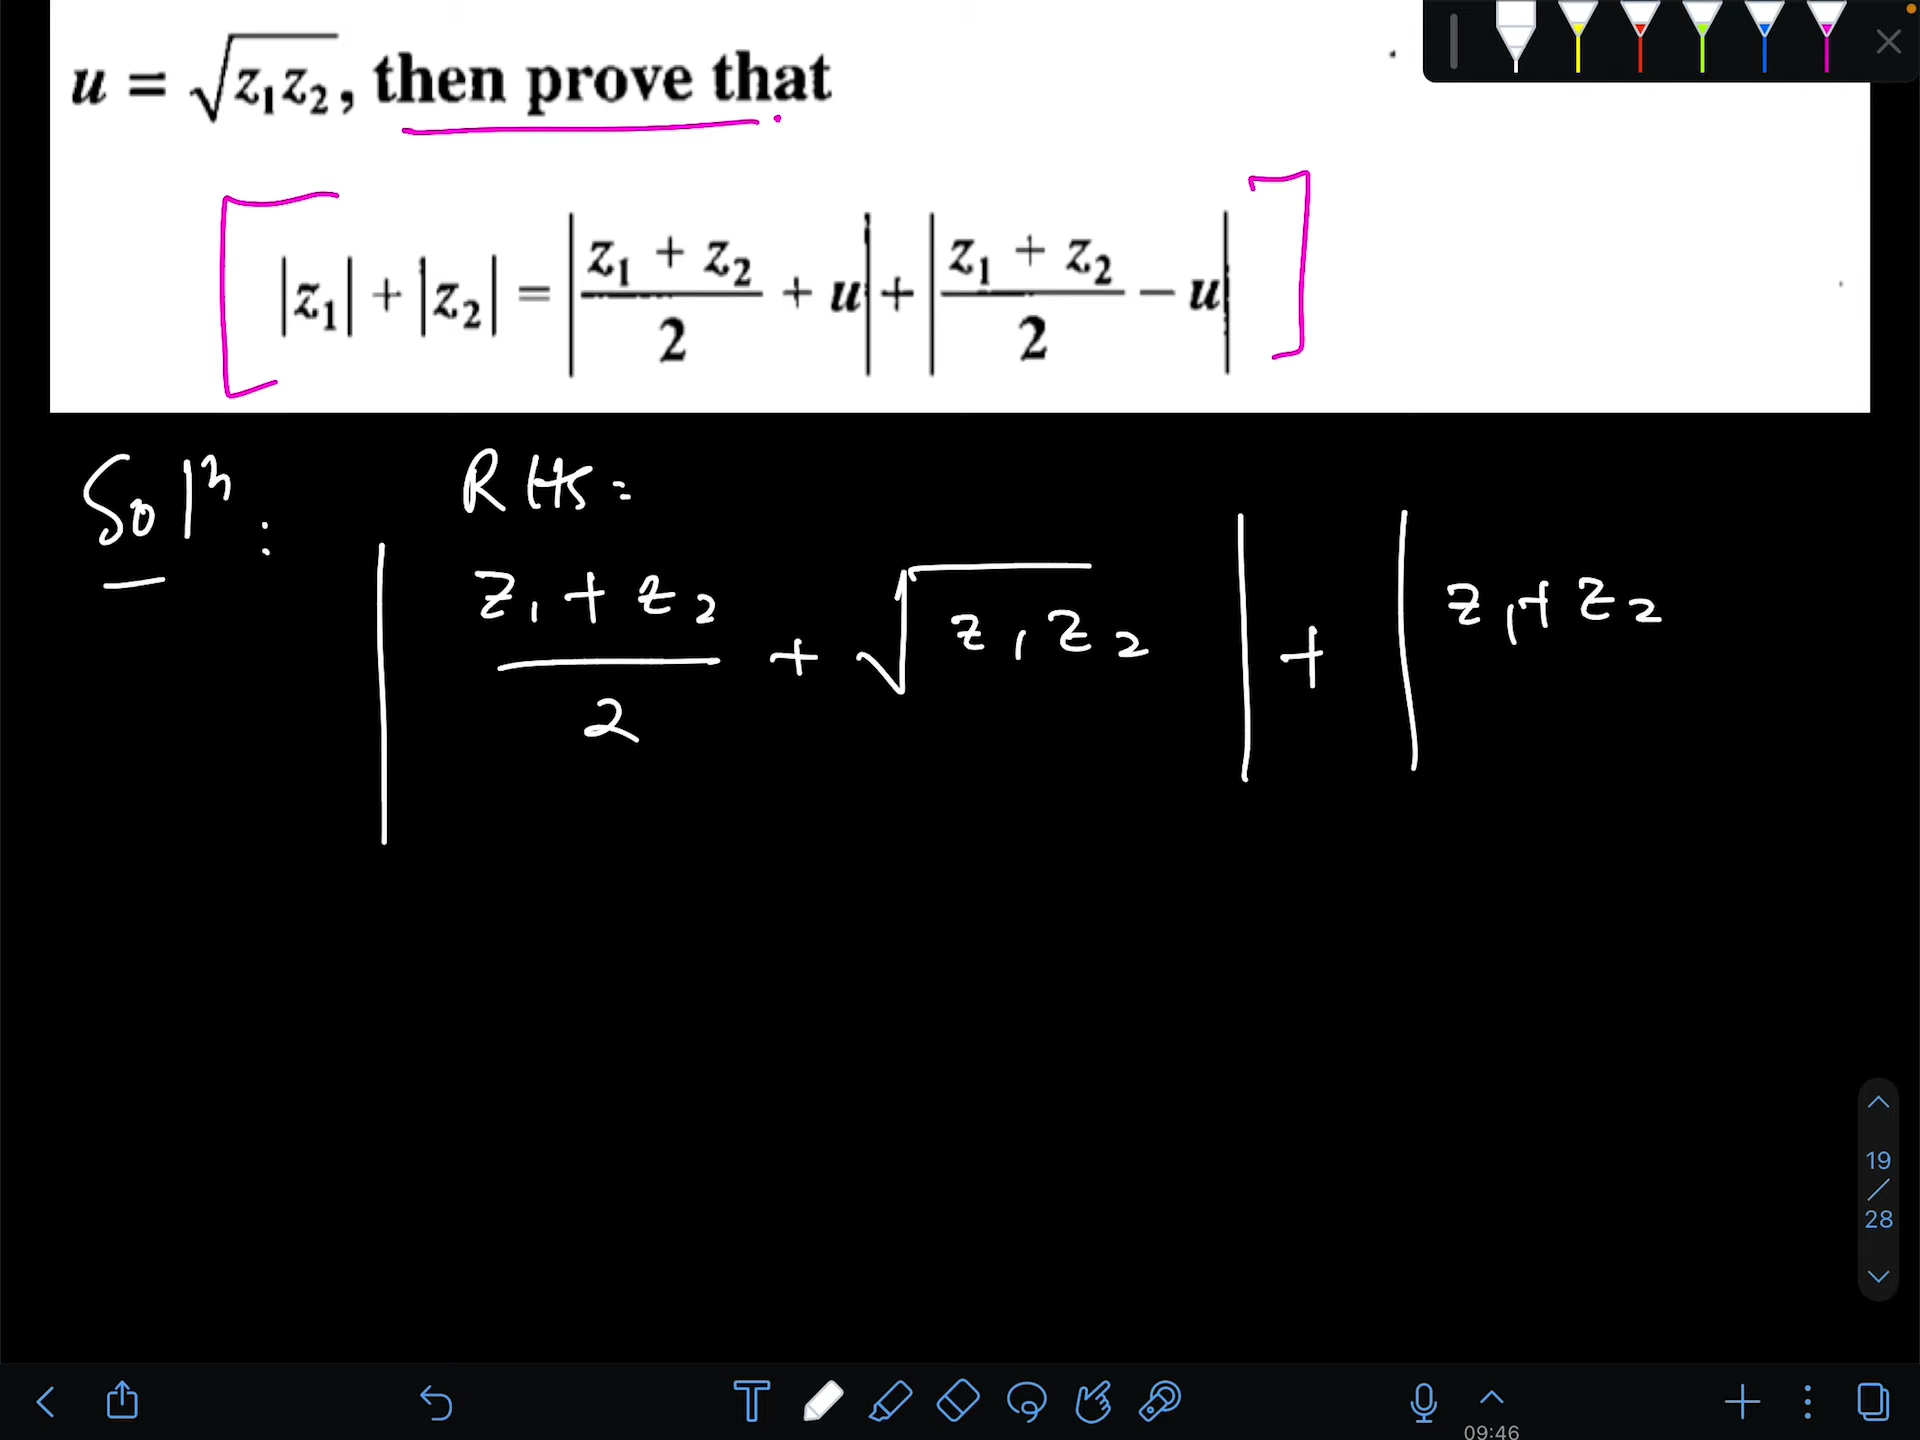 u = √z₁z₂, then prove that
|z₁| + |z₂| = |(z₁ + z₂)/2 + u| + |(z₁ + z₂)/2 − u|
Solⁿ: RHS =
|(z₁ + z₂)/2 + √z₁z₂| + |z₁ + z₂
19
/
28
T
09:46